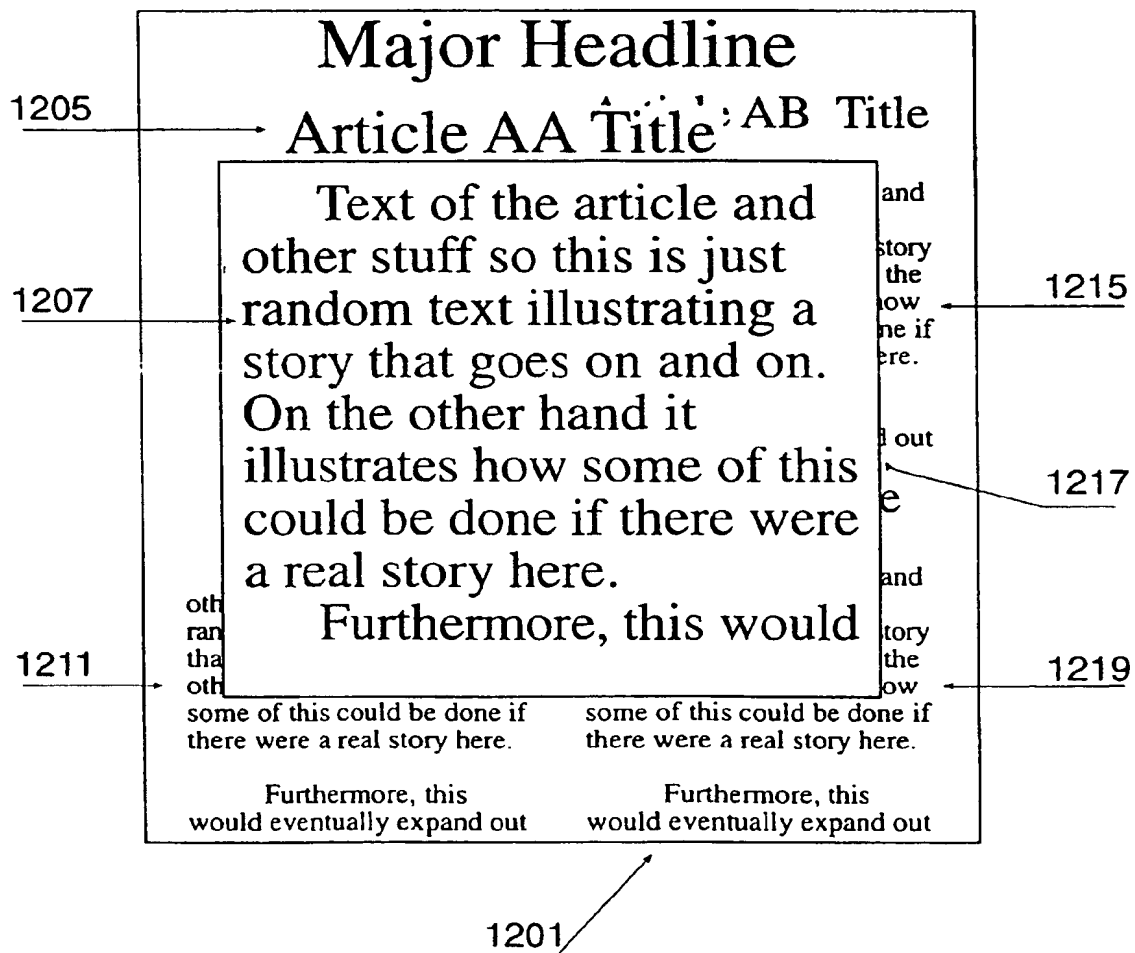 Major Headline
1205
Article AA Title AB Title
Text of the article and
other stuff so this is just
random text illustrating a
story that goes on and on.
On the other hand it
illustrates how some of this
could be done if there were
a real story here.
Furthermore, this would
1207
and
story
the
1215
if
out
1217
and
story
the
1211
1219
some of this could be done if
there were a real story here.
Furthermore, this
would eventually expand out
some of this could be done if
there were a real story here.
Furthermore, this
would eventually expand out
1201